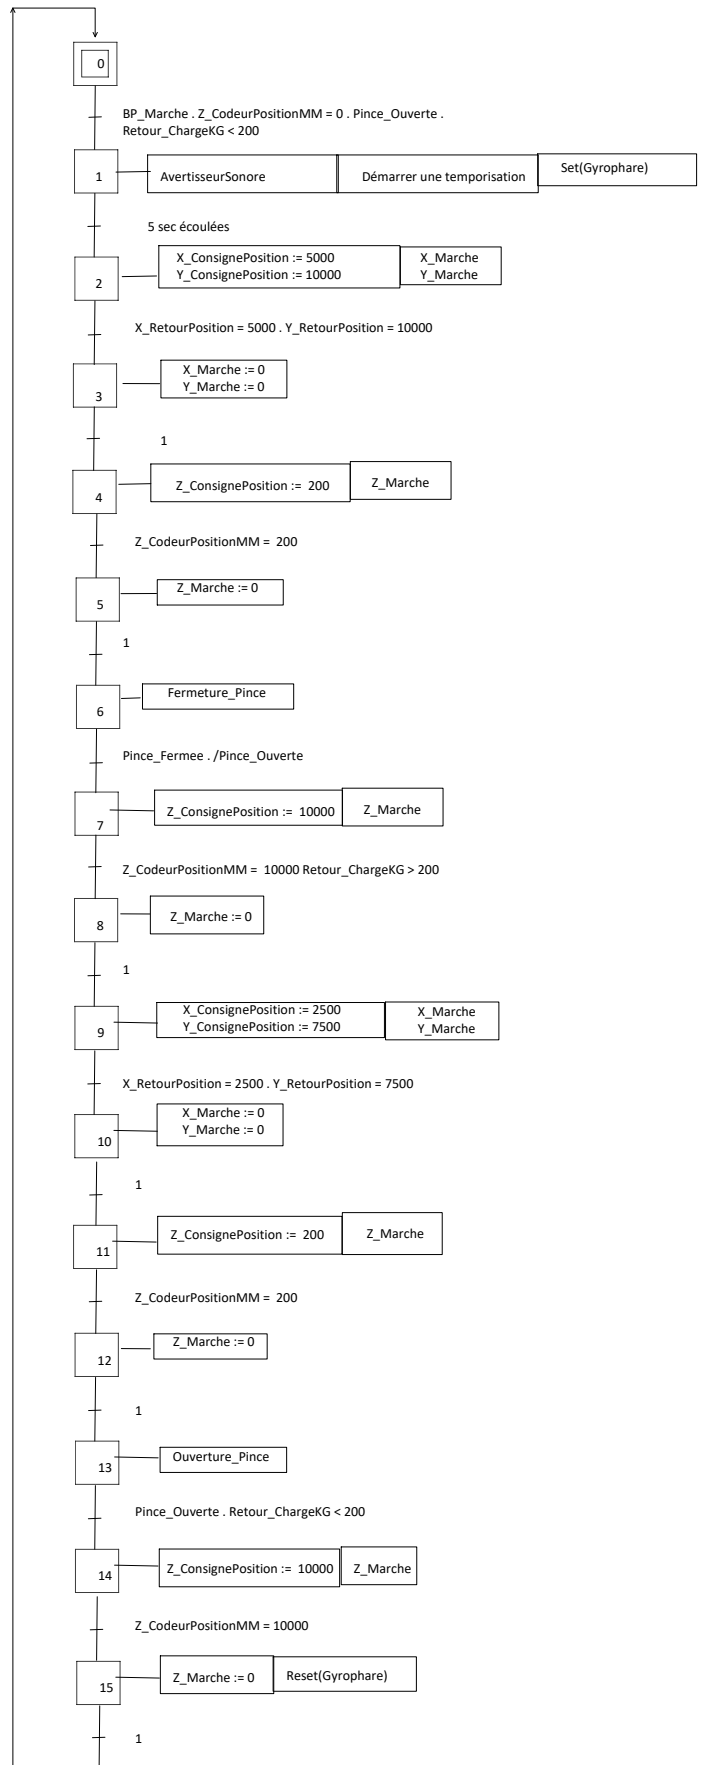 0
BP_Marche . Z_CodeurPositionMM = 0 . Pince_Ouverte .
Retour_ChargeKG < 200
1
AvertisseurSonore
Démarrer une temporisation
Set(Gyrophare)
5 sec écoulées
2
X_ConsignePosition := 5000
Y_ConsignePosition := 10000
X_Marche
Y_Marche
X_RetourPosition = 5000 . Y_RetourPosition = 10000
3
X_Marche := 0
Y_Marche := 0
1
4
Z_ConsignePosition := 200
Z_Marche
Z_CodeurPositionMM = 200
5
Z_Marche := 0
1
6
Fermeture_Pince
Pince_Fermee . /Pince_Ouverte
7
Z_ConsignePosition := 10000
Z_Marche
Z_CodeurPositionMM = 10000 Retour_ChargeKG > 200
8
Z_Marche := 0
1
9
X_ConsignePosition := 2500
Y_ConsignePosition := 7500
X_Marche
Y_Marche
X_RetourPosition = 2500 . Y_RetourPosition = 7500
10
X_Marche := 0
Y_Marche := 0
1
11
Z_ConsignePosition := 200
Z_Marche
Z_CodeurPositionMM = 200
12
Z_Marche := 0
1
13
Ouverture_Pince
Pince_Ouverte . Retour_ChargeKG < 200
14
Z_ConsignePosition := 10000
Z_Marche
Z_CodeurPositionMM = 10000
15
Z_Marche := 0
Reset(Gyrophare)
1